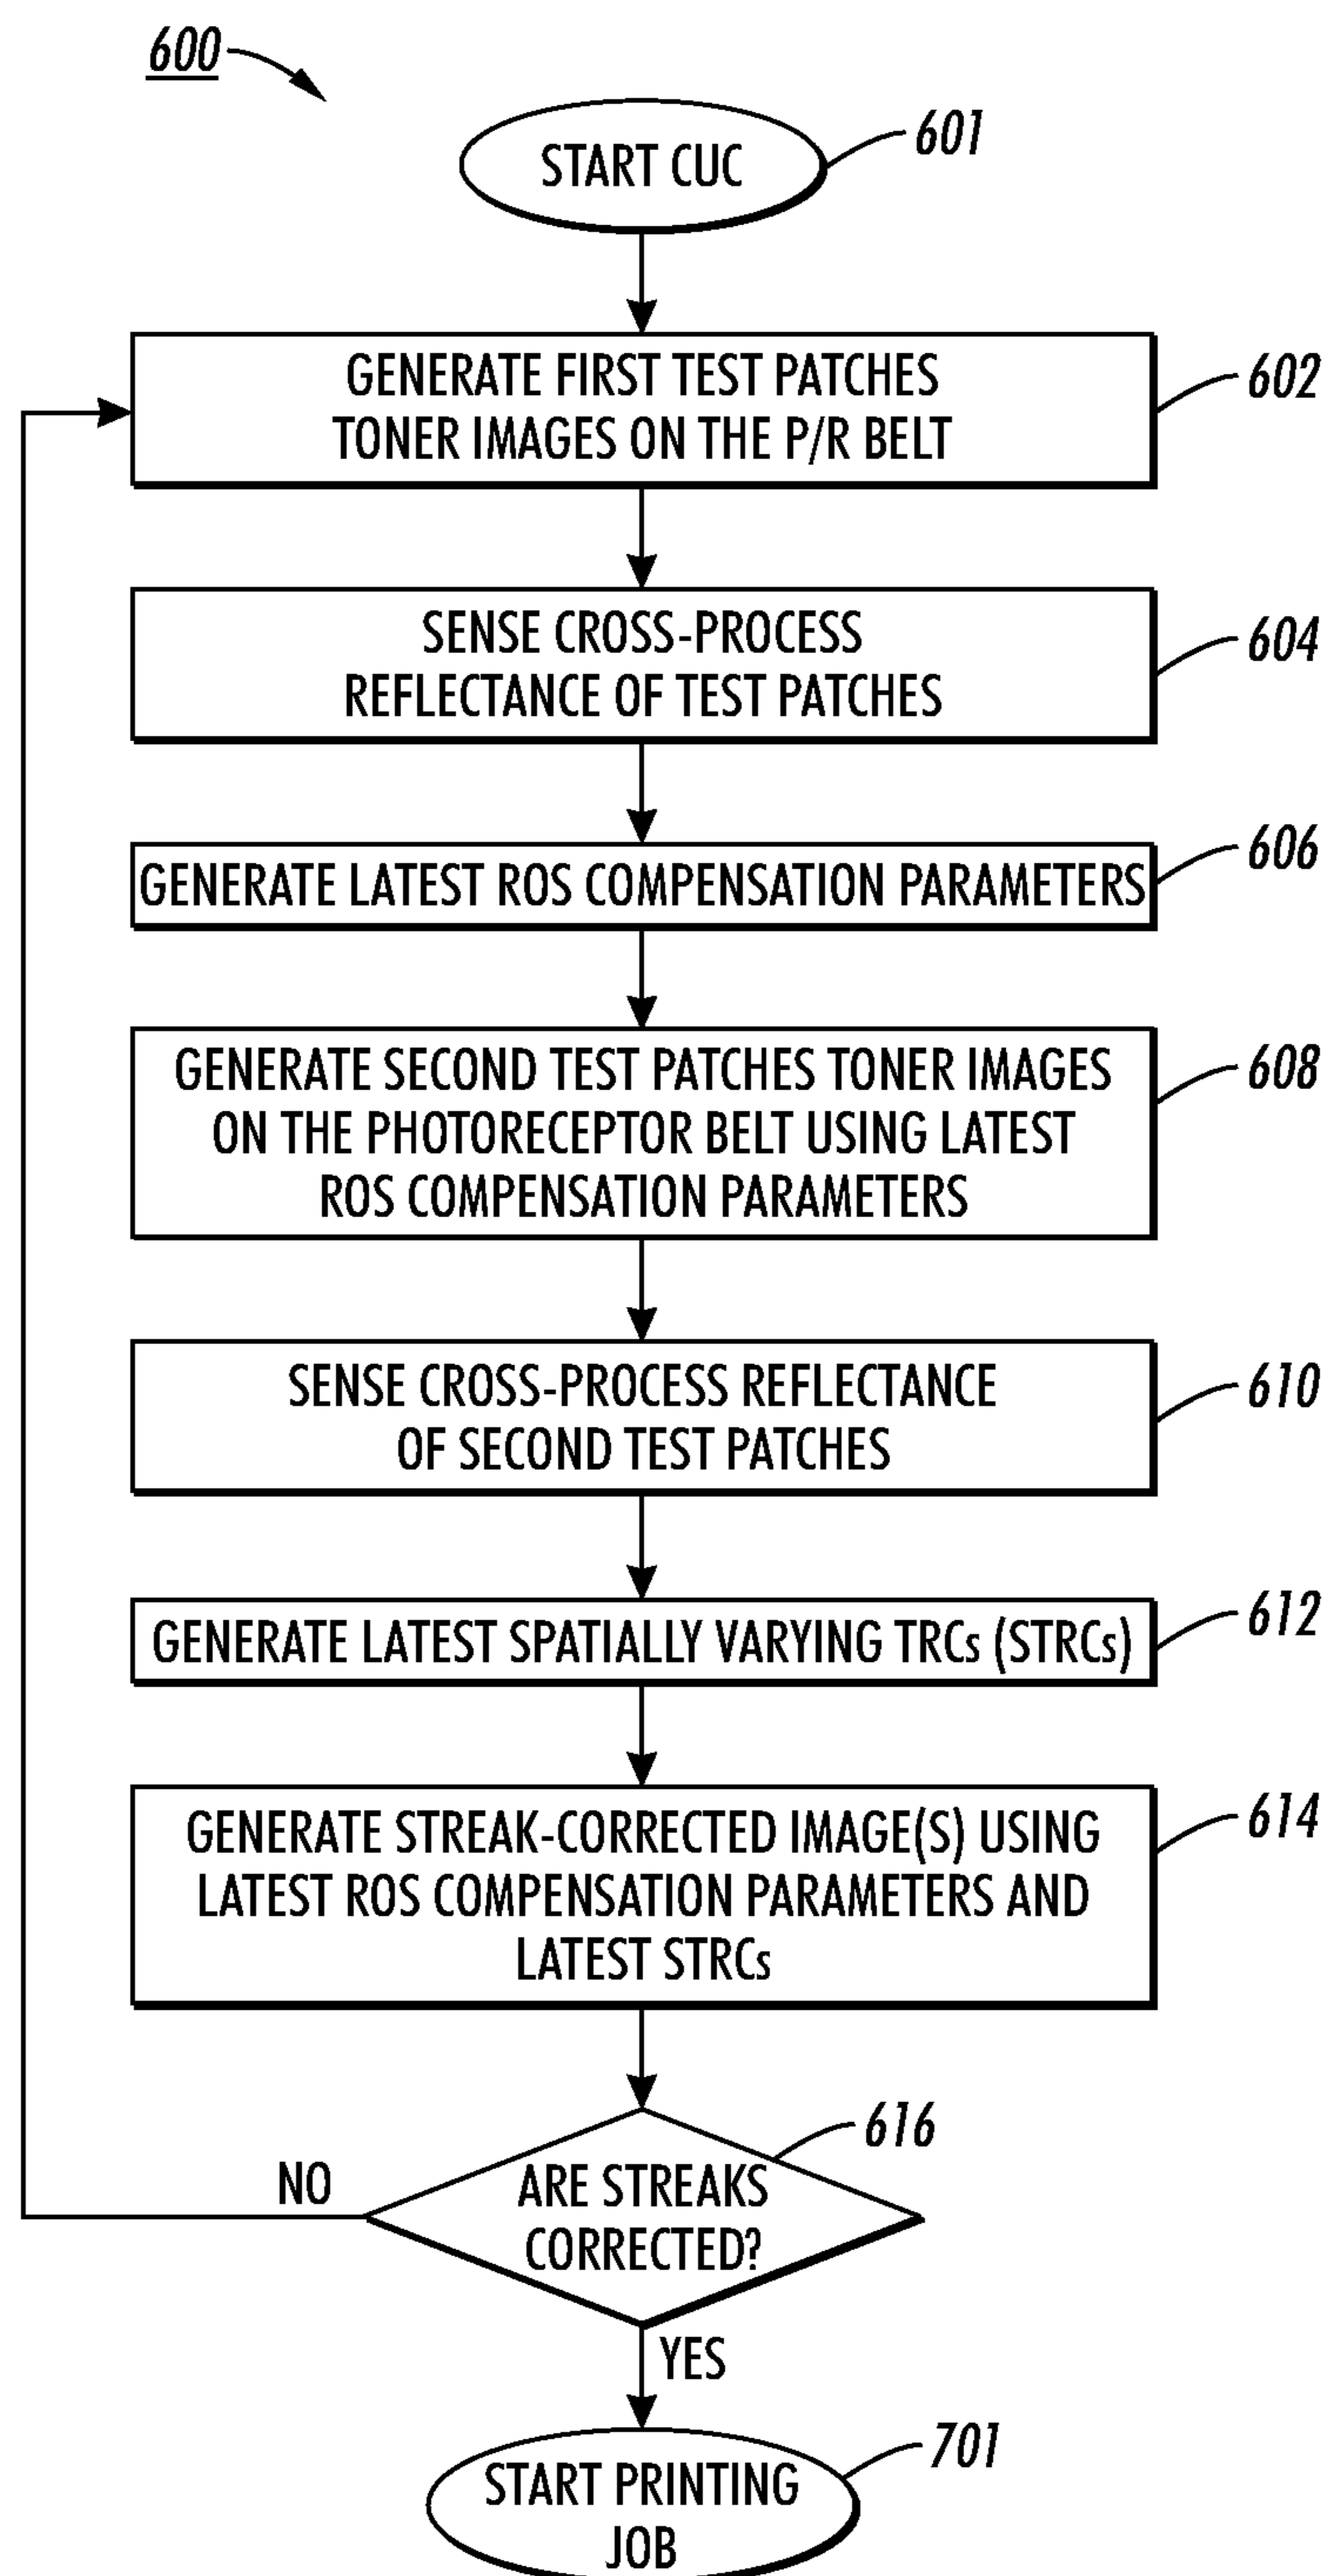 600
START CUC
601
GENERATE FIRST TEST PATCHES
TONER IMAGES ON THE P/R BELT
602
SENSE CROSS-PROCESS
REFLECTANCE OF TEST PATCHES
604
GENERATE LATEST ROS COMPENSATION PARAMETERS
606
GENERATE SECOND TEST PATCHES TONER IMAGES
ON THE PHOTORECEPTOR BELT USING LATEST
ROS COMPENSATION PARAMETERS
608
SENSE CROSS-PROCESS REFLECTANCE
OF SECOND TEST PATCHES
610
GENERATE LATEST SPATIALLY VARYING TRCs (STRCs)
612
GENERATE STREAK-CORRECTED IMAGE(S) USING
LATEST ROS COMPENSATION PARAMETERS AND
LATEST STRCs
614
ARE STREAKS
CORRECTED?
616
NO
YES
START PRINTING
JOB
701